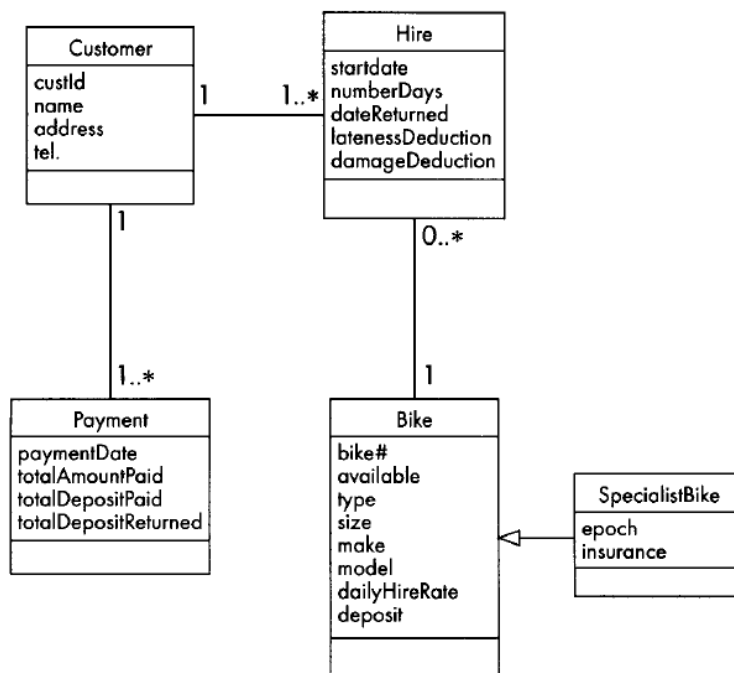 Customer
custId
name
address
tel.
1
1..*
Hire
startdate
numberDays
dateReturned
latenessDeduction
damageDeduction
1
1..*
0..*
1
Payment
paymentDate
totalAmountPaid
totalDepositPaid
totalDepositReturned
Bike
bike#
available
type
size
make
model
dailyHireRate
deposit
SpecialistBike
epoch
insurance